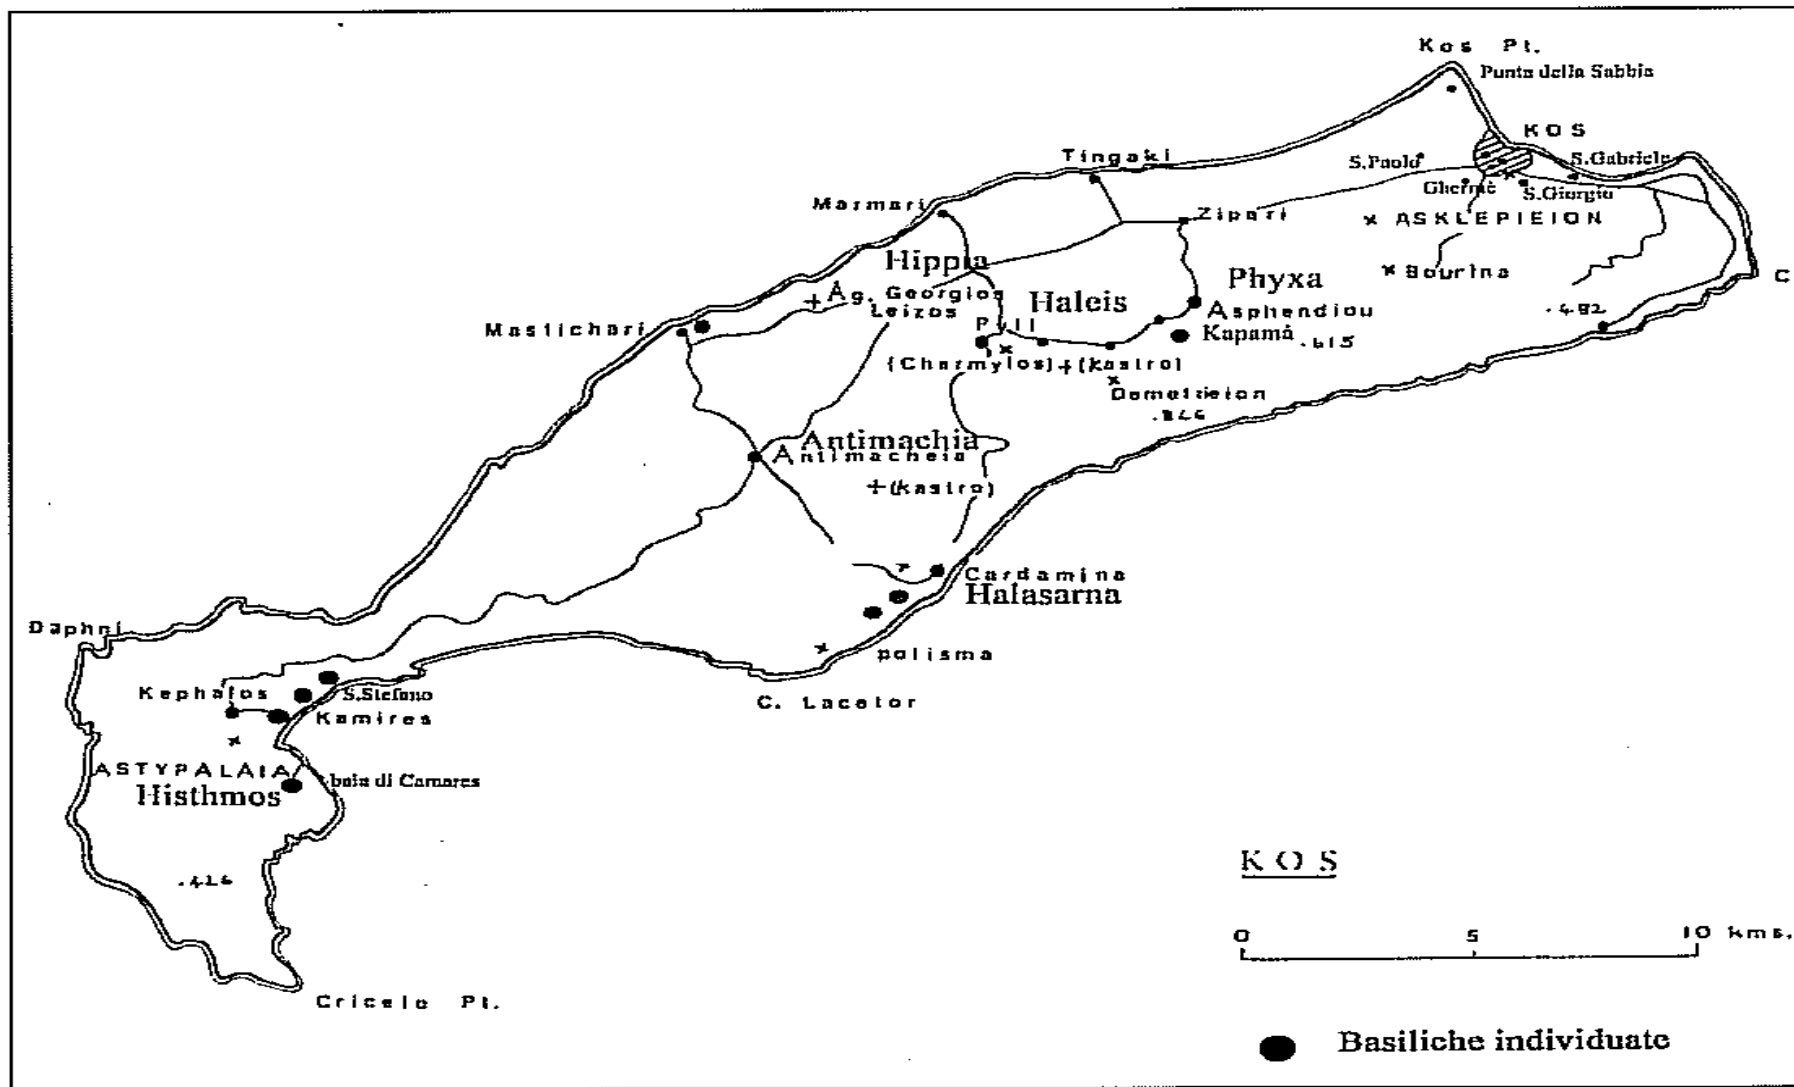 Kos Pt.
Punta della Sabbia
KOS
Tingaki
S.Paolo
S.Gabriele
Marmari
S.Giorgio
Zipari
ASKLEPIEION
Hippia
Bourina
C
Phyxa
Ag. Georgios
Haleis
Leizos
Asphendiou
.482
Mastichari
Kapamà
.615
(Charmylos)+(kastro)
Demetrieion
.846
Antimachia
Antimacheia
+(kastro)
Cardamina
Halasarna
Daphni
polisma
Kephalos
S.Stefano
C. Lacetor
Kamires
ASTYPALAIA
baia di Camares
Histhmos
KOS
.426
0 5 10 kms.
Cricelo Pt.
Basiliche individuate